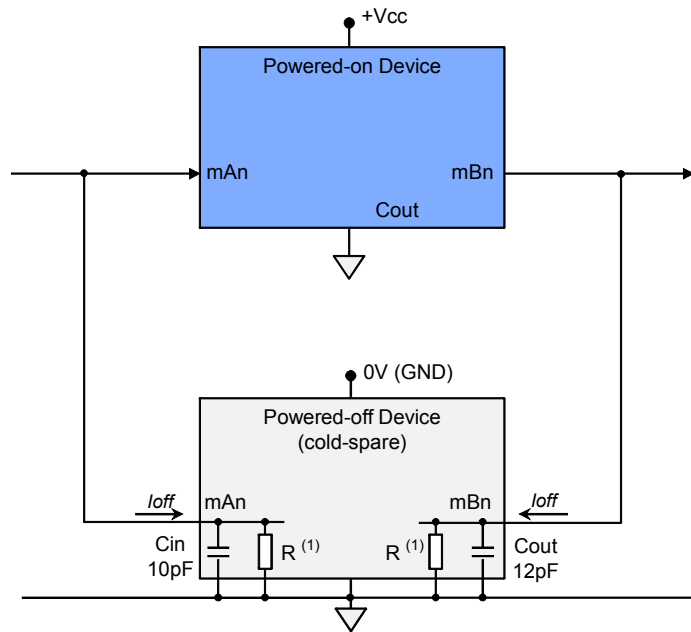 +Vcc
Powered-on Device
mAn
mBn
Cout
0V (GND)
Powered-off Device
(cold-spare)
Ioff
mAn
mBn
Ioff
Cin
10pF
R (1)
R (1)
Cout
12pF